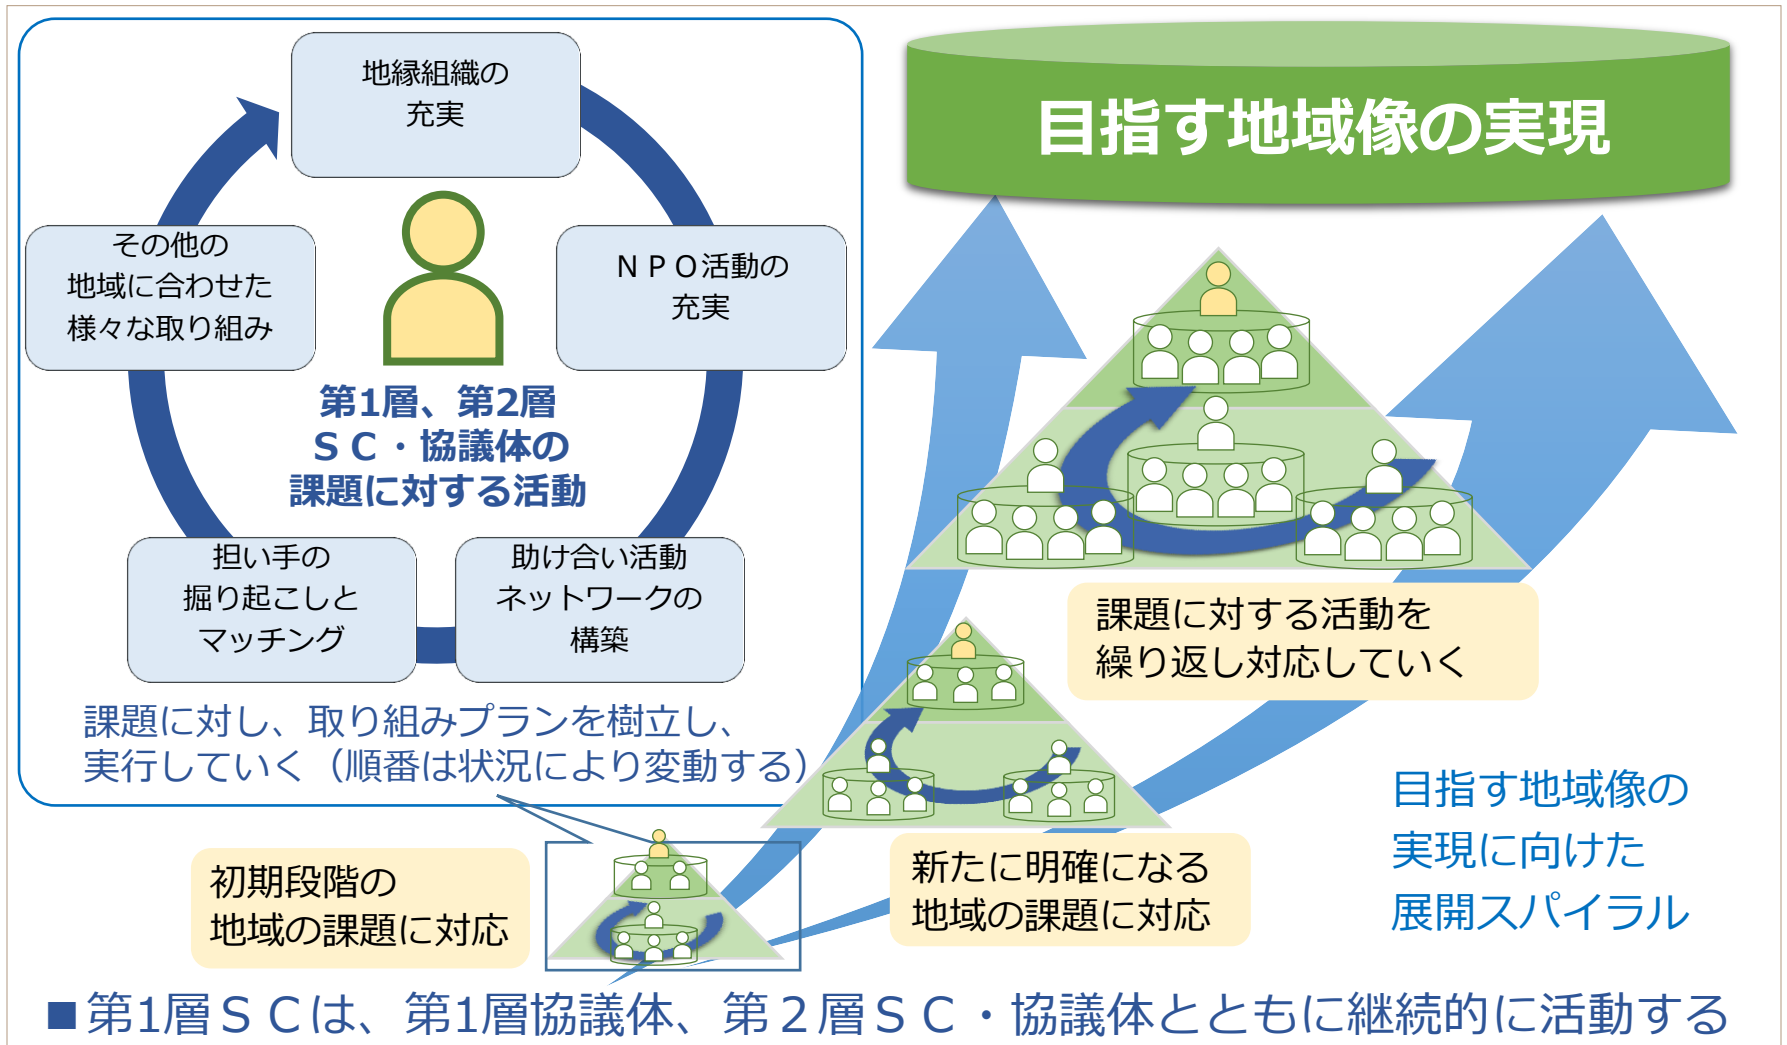 地縁組織の
充実
その他の
地域に合わせた
様々な取り組み
ＮＰＯ活動の
充実
第1層、第2層
ＳＣ・協議体の
課題に対する活動
担い手の
掘り起こしと
マッチング
助け合い活動
ネットワークの
構築
課題に対し、取り組みプランを樹立し、
実行していく（順番は状況により変動する）
目指す地域像の実現
課題に対する活動を
繰り返し対応していく
新たに明確になる
地域の課題に対応
初期段階の
地域の課題に対応
目指す地域像の
実現に向けた
展開スパイラル
■第1層ＳＣは、第1層協議体、第２層ＳＣ・協議体とともに継続的に活動する